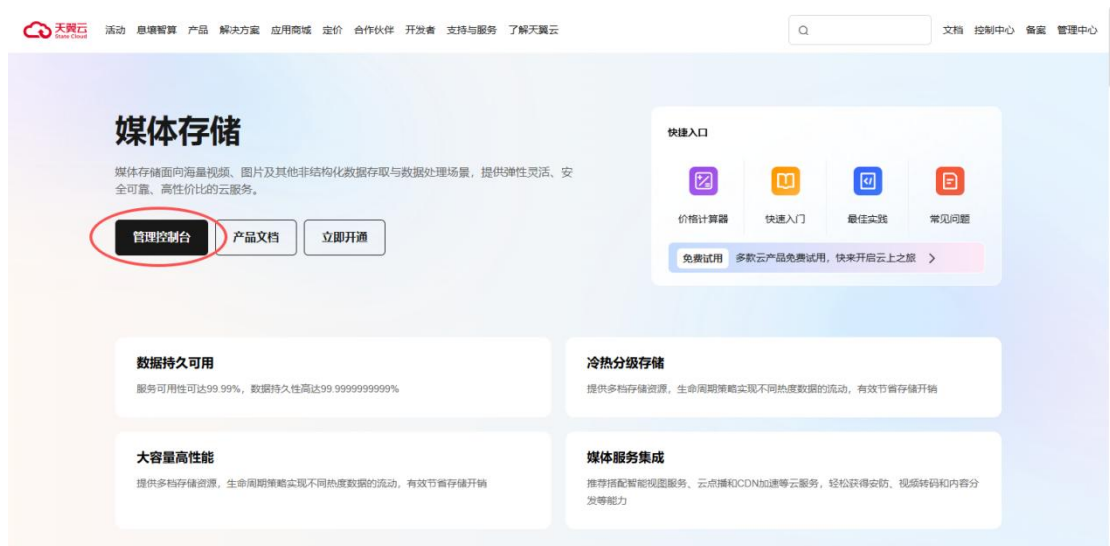 天翼云 活动 息壤智算 产品 解决方案 应用商城 定价 合作伙伴 开发者 支持与服务 了解天翼云 文档 控制中心 备案 管理中心
State Cloud
媒体存储
媒体存储面向海量视频、图片及其他非结构化数据存取与数据处理场景，提供弹性灵活、安
全可靠、高性价比的云服务。
管理控制台 产品文档 立即开通
快捷入口
价格计算器 快速入门 最佳实践 常见问题
免费试用 多款云产品免费试用，快来开启云上之旅
数据持久可用
服务可用性可达99.99%，数据持久性高达99.9999999999%
冷热分级存储
提供多档存储资源，生命周期策略实现不同热度数据的流动，有效节省存储开销
大容量高性能
提供多档存储资源，生命周期策略实现不同热度数据的流动，有效节省存储开销
媒体服务集成
推荐搭配智能视图服务、云点播和CDN加速等云服务，轻松获得安防、视频转码和内容分
发等能力